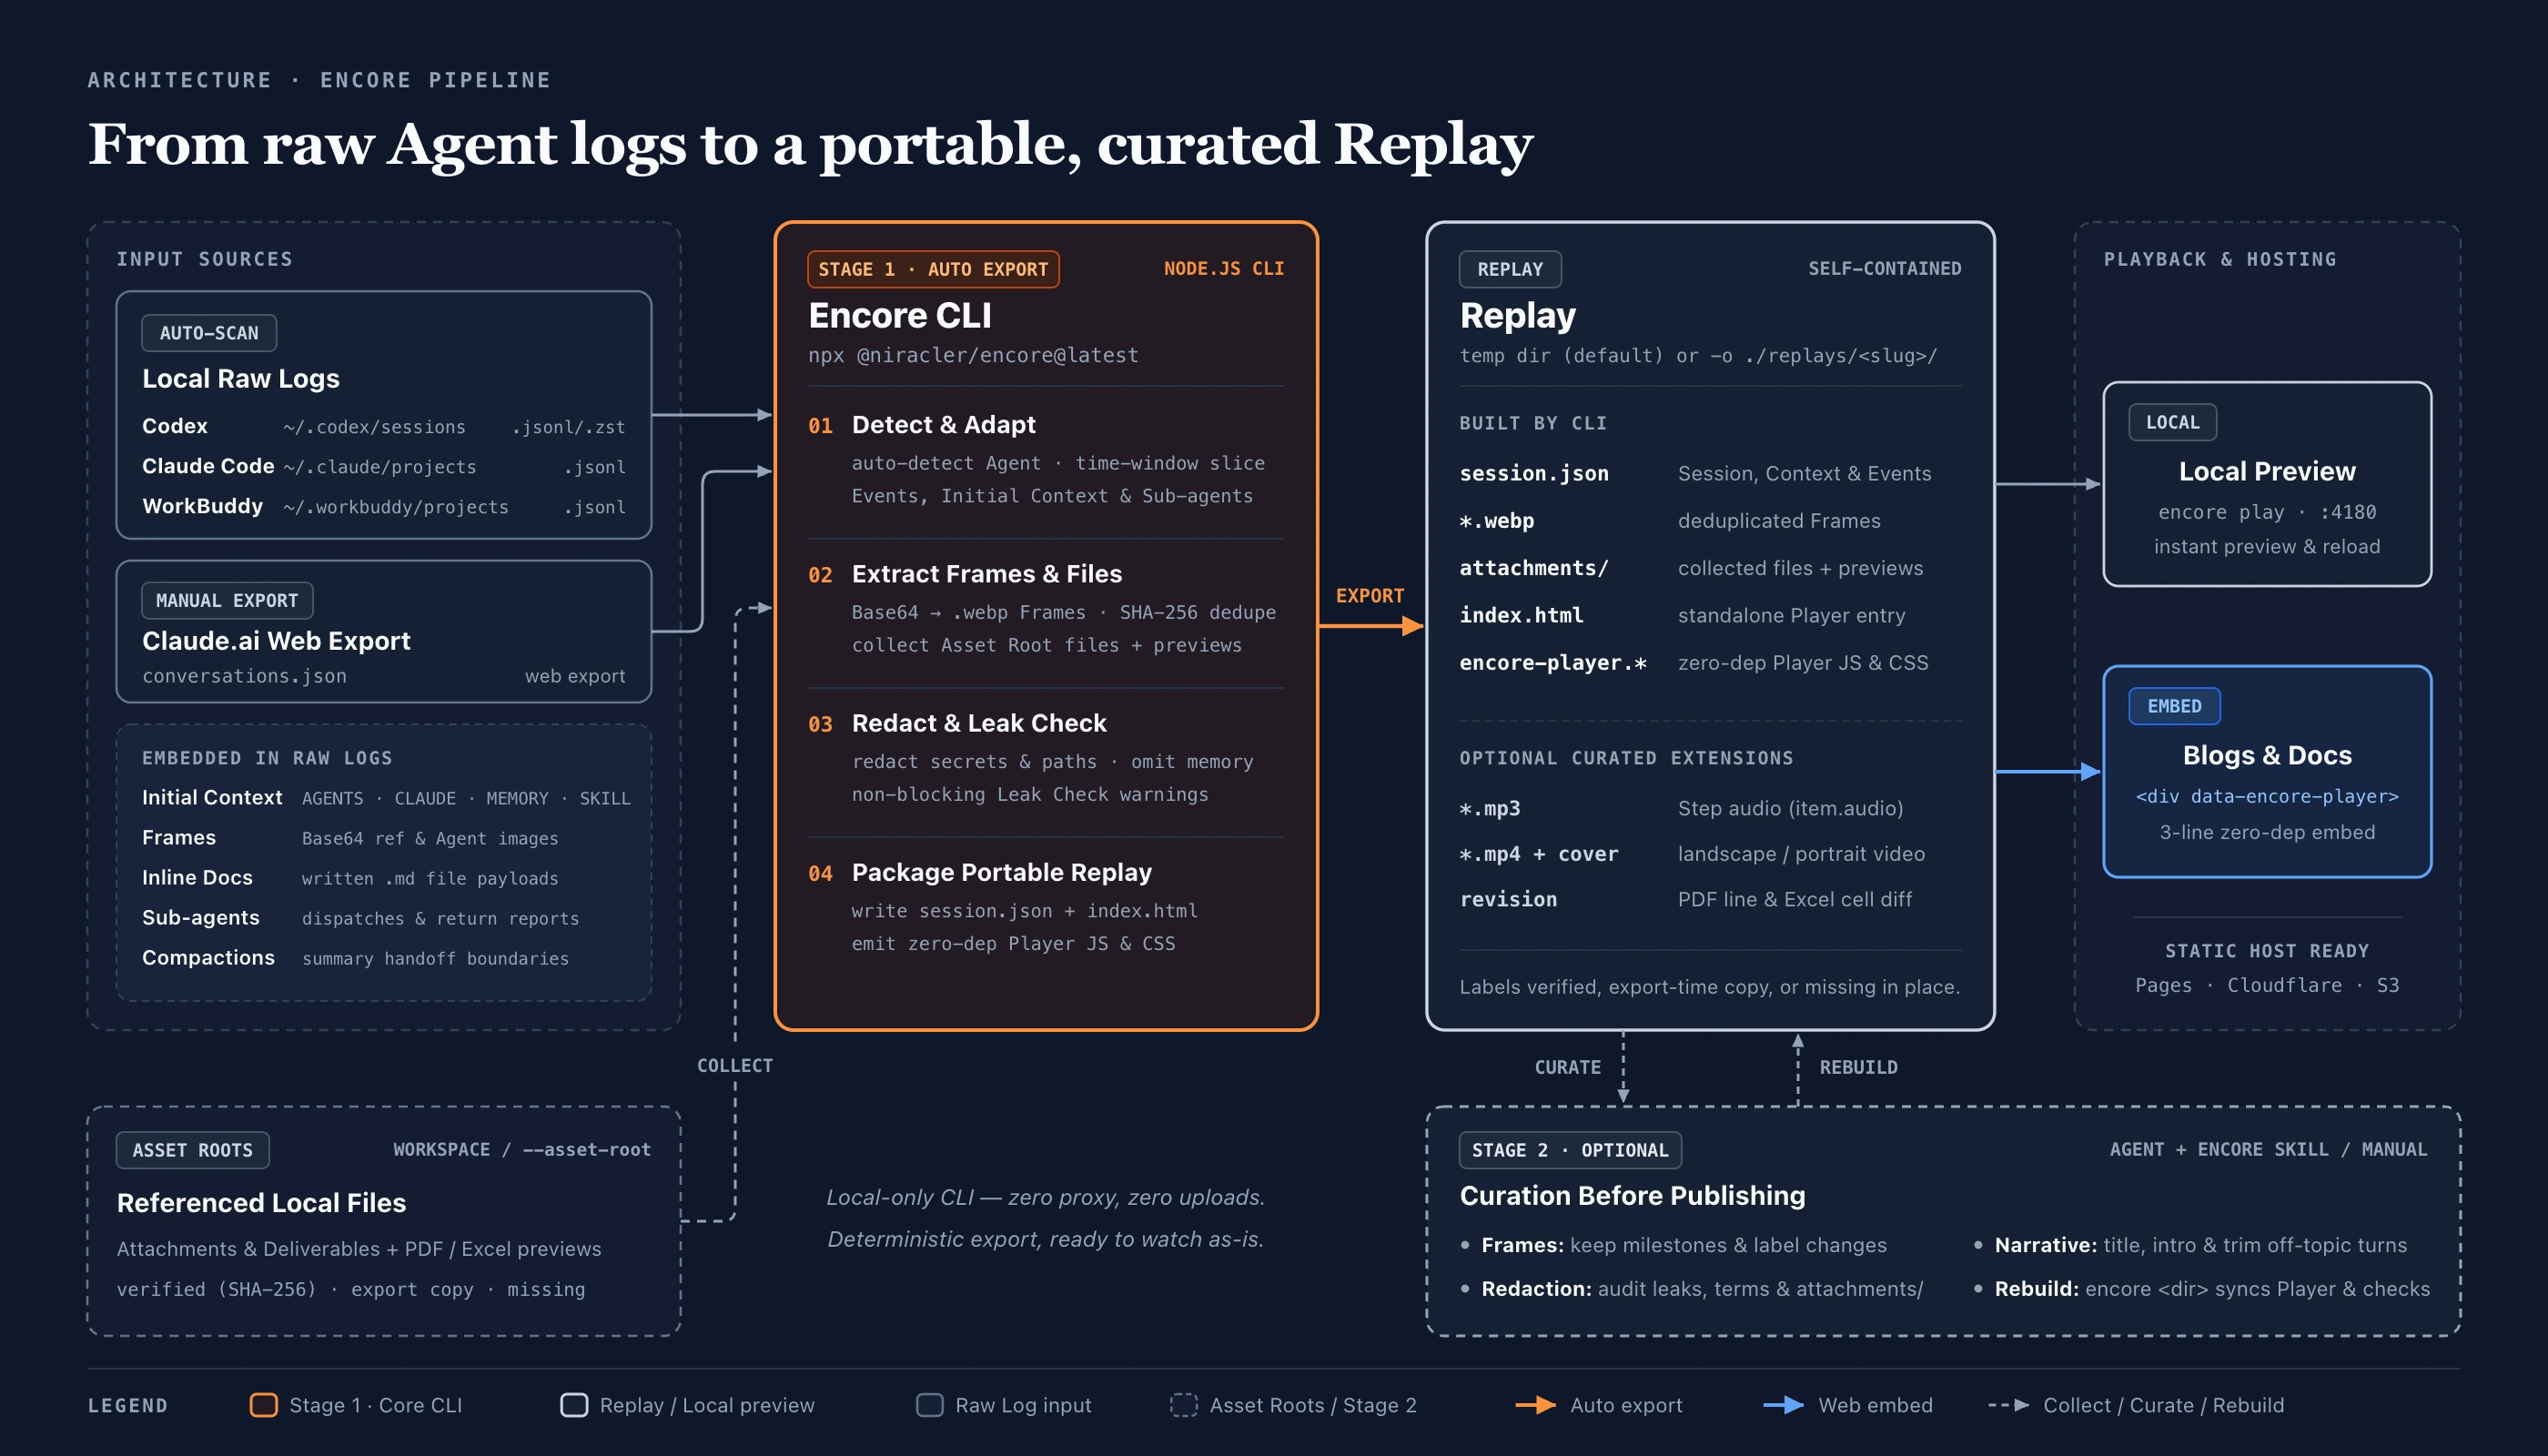 ARCHITECTURE · ENCORE PIPELINE
From raw Agent logs to a portable, curated Replay
INPUT SOURCES
AUTO-SCAN
Local Raw Logs
Codex ~/.codex/sessions .jsonl/.zst
Claude Code ~/.claude/projects .jsonl
WorkBuddy ~/.workbuddy/projects .jsonl
MANUAL EXPORT
Claude.ai Web Export
conversations.json web export
EMBEDDED IN RAW LOGS
Initial Context AGENTS · CLAUDE · MEMORY · SKILL
Frames Base64 ref & Agent images
Inline Docs written .md file payloads
Sub-agents dispatches & return reports
Compactions summary handoff boundaries
COLLECT
ASSET ROOTS WORKSPACE / --asset-root
Referenced Local Files
Attachments & Deliverables + PDF / Excel previews
verified (SHA-256) · export copy · missing
STAGE 1 · AUTO EXPORT NODE.JS CLI
Encore CLI
npx @niracler/encore@latest
01 Detect & Adapt
auto-detect Agent · time-window slice
Events, Initial Context & Sub-agents
02 Extract Frames & Files
Base64 → .webp Frames · SHA-256 dedupe
collect Asset Root files + previews
03 Redact & Leak Check
redact secrets & paths · omit memory
non-blocking Leak Check warnings
04 Package Portable Replay
write session.json + index.html
emit zero-dep Player JS & CSS
Local-only CLI — zero proxy, zero uploads.
Deterministic export, ready to watch as-is.
EXPORT
REPLAY SELF-CONTAINED
Replay
temp dir (default) or -o ./replays/<slug>/
BUILT BY CLI
session.json Session, Context & Events
*.webp deduplicated Frames
attachments/ collected files + previews
index.html standalone Player entry
encore-player.* zero-dep Player JS & CSS
OPTIONAL CURATED EXTENSIONS
*.mp3 Step audio (item.audio)
*.mp4 + cover landscape / portrait video
revision PDF line & Excel cell diff
Labels verified, export-time copy, or missing in place.
CURATE
REBUILD
STAGE 2 · OPTIONAL AGENT + ENCORE SKILL / MANUAL
Curation Before Publishing
• Frames: keep milestones & label changes
• Narrative: title, intro & trim off-topic turns
• Redaction: audit leaks, terms & attachments/
• Rebuild: encore <dir> syncs Player & checks
PLAYBACK & HOSTING
LOCAL
Local Preview
encore play · :4180
instant preview & reload
EMBED
Blogs & Docs
<div data-encore-player>
3-line zero-dep embed
STATIC HOST READY
Pages · Cloudflare · S3
LEGEND
Stage 1 · Core CLI
Replay / Local preview
Raw Log input
Asset Roots / Stage 2
Auto export
Web embed
Collect / Curate / Rebuild